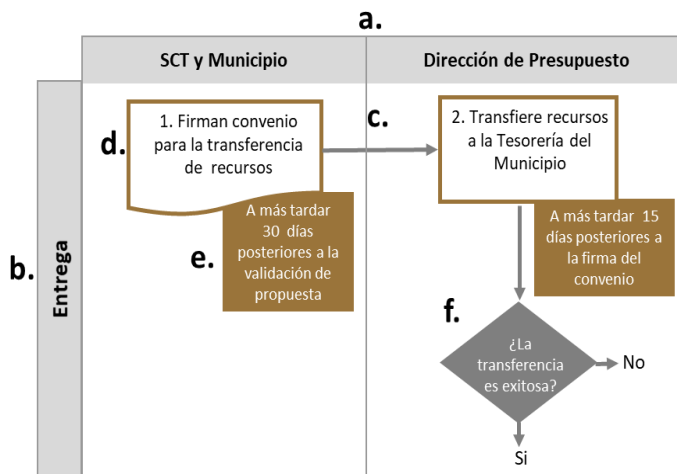 a.
SCT y Municipio
Dirección de Presupuesto
d.
1. Firman convenio
para la transferencia
de recursos
c.
2. Transfiere recursos
a la Tesorería del
Municipio
b.
Entrega
e.
A más tardar
30 días
posteriores a la
validación de
propuesta
A más tardar 15
días posteriores a
la firma del
convenio
f.
¿La
transferencia
es exitosa?
No
Si